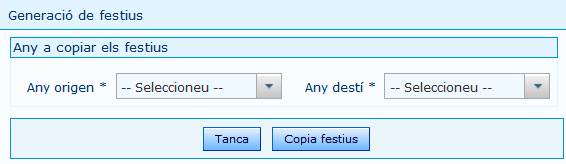 Generació de festius
Any a copiar els festius
Any origen * -- Seleccioneu -- Any destí * -- Seleccioneu --
Tanca Copia festius